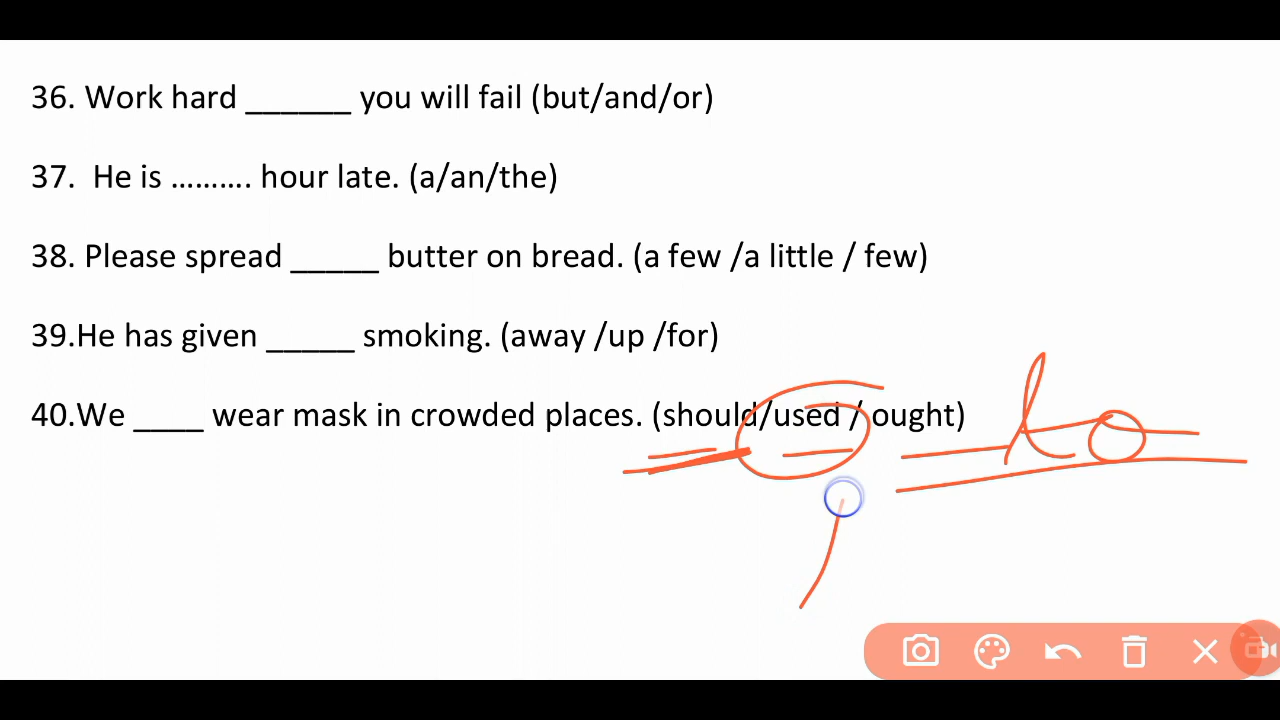 36. Work hard ______ you will fail (but/and/or)
37. He is .......... hour late. (a/an/the)
38. Please spread _____ butter on bread. (a few /a little / few)
39.He has given _____ smoking. (away /up /for)
40.We ____ wear mask in crowded places. (should/used / ought)
to